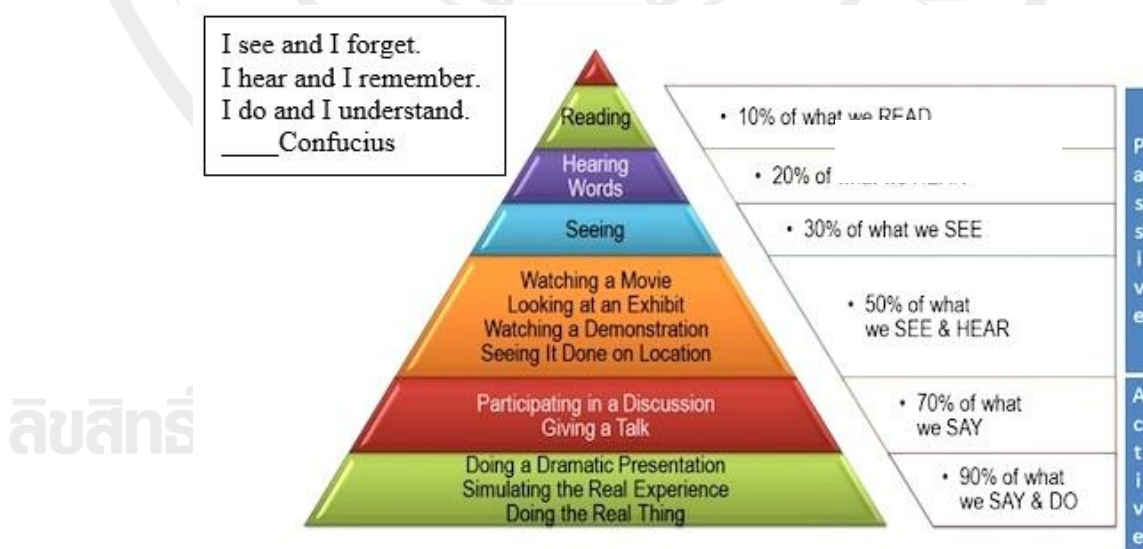 I see and I forget.
I hear and I remember.
I do and I understand.
____Confucius
Reading
Hearing
Words
Seeing
Watching a Movie
Looking at an Exhibit
Watching a Demonstration
Seeing It Done on Location
Participating in a Discussion
Giving a Talk
Doing a Dramatic Presentation
Simulating the Real Experience
Doing the Real Thing
• 10% of what we READ
• 20% of
• 30% of what we SEE
• 50% of what
we SEE & HEAR
• 70% of what
we SAY
• 90% of what
we SAY & DO
Passive
Active